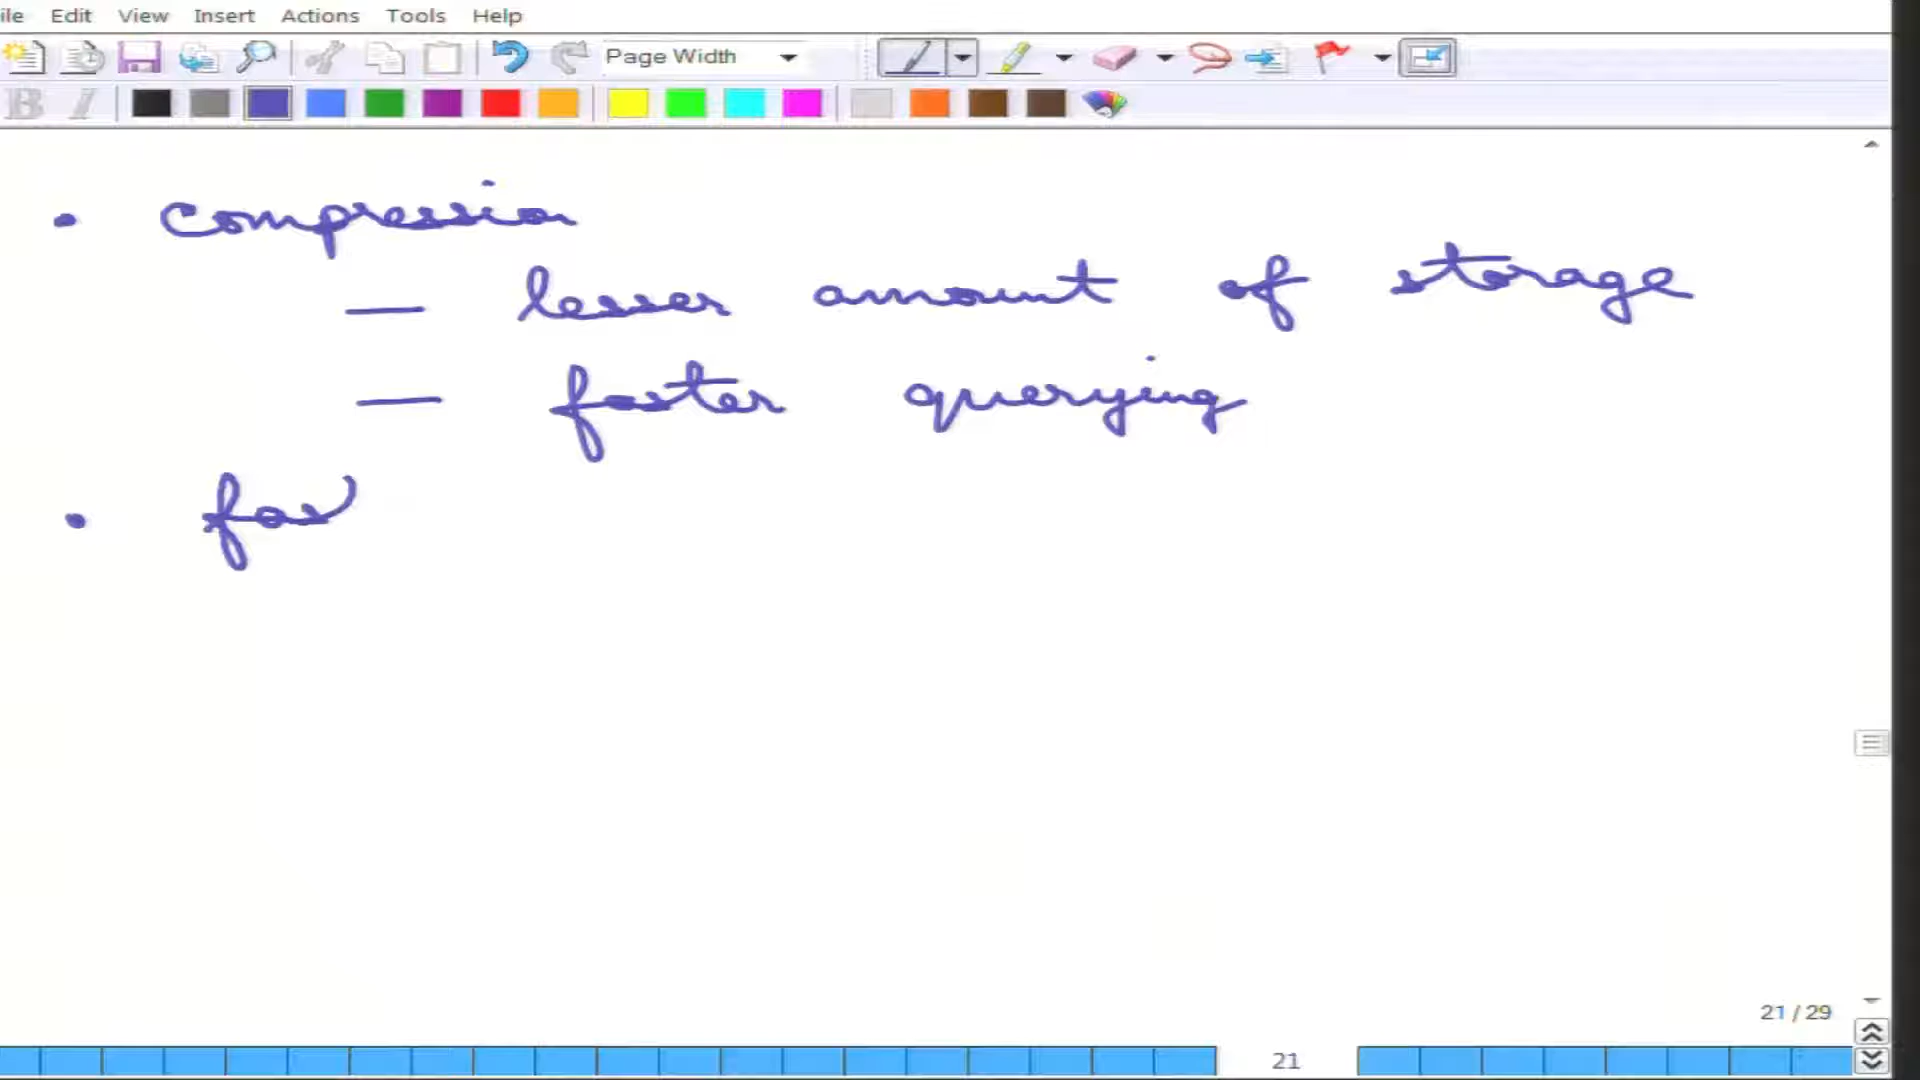 ile Edit View Insert Actions Tools Help
Page Width
B I
• compression
— lesser amount of storage
— faster querying
•
21 / 29
21